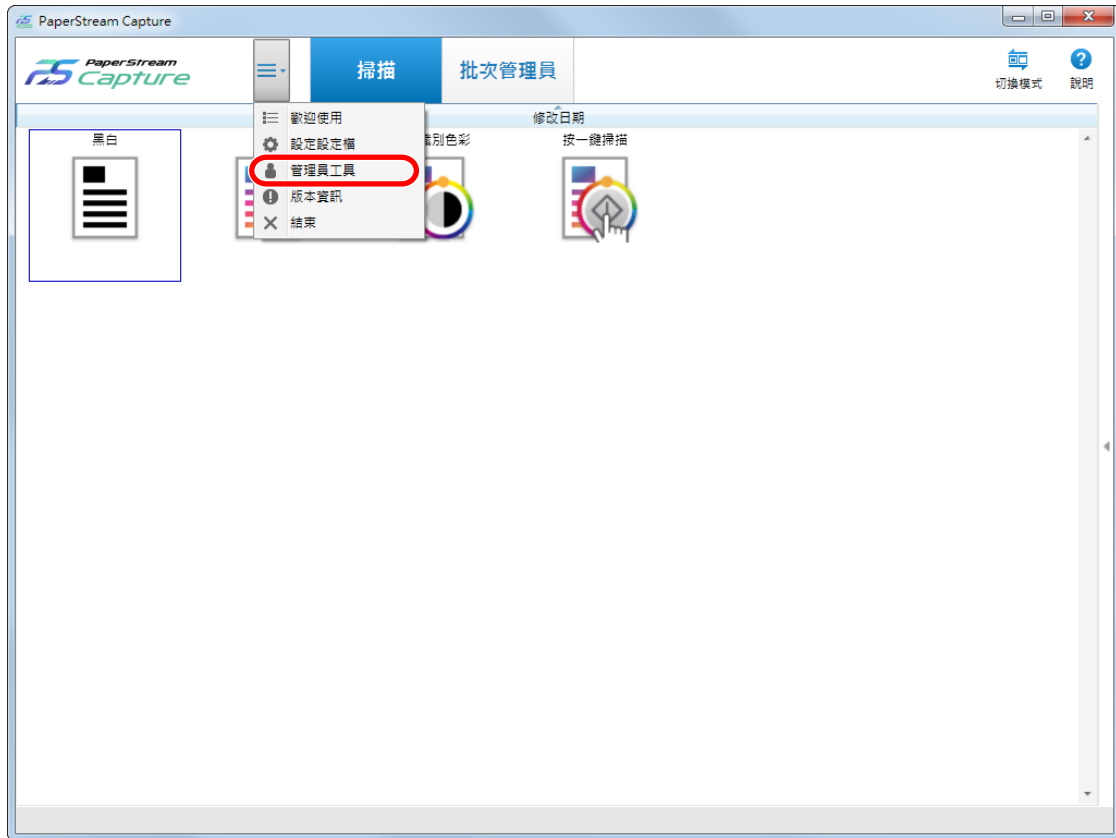 PaperStream Capture
PaperStream
Capture
掃描
批次管理員
切換模式
說明
歡迎使用
設定設定檔
管理員工具
版本資訊
結束
修改日期
黑白
別色彩
按一鍵掃描